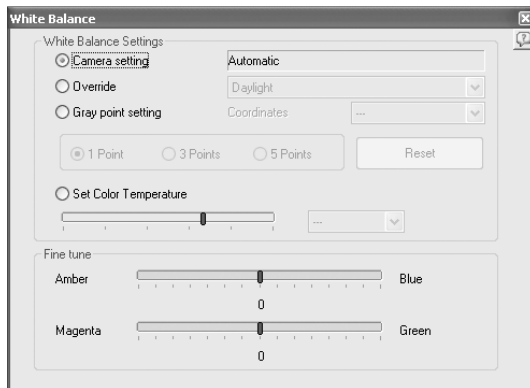 White Balance
White Balance Settings
Camera setting Automatic
Override Daylight
Gray point setting Coordinates ---
1 Point 3 Points 5 Points Reset
Set Color Temperature
---
Fine tune
Amber Blue
0
Magenta Green
0